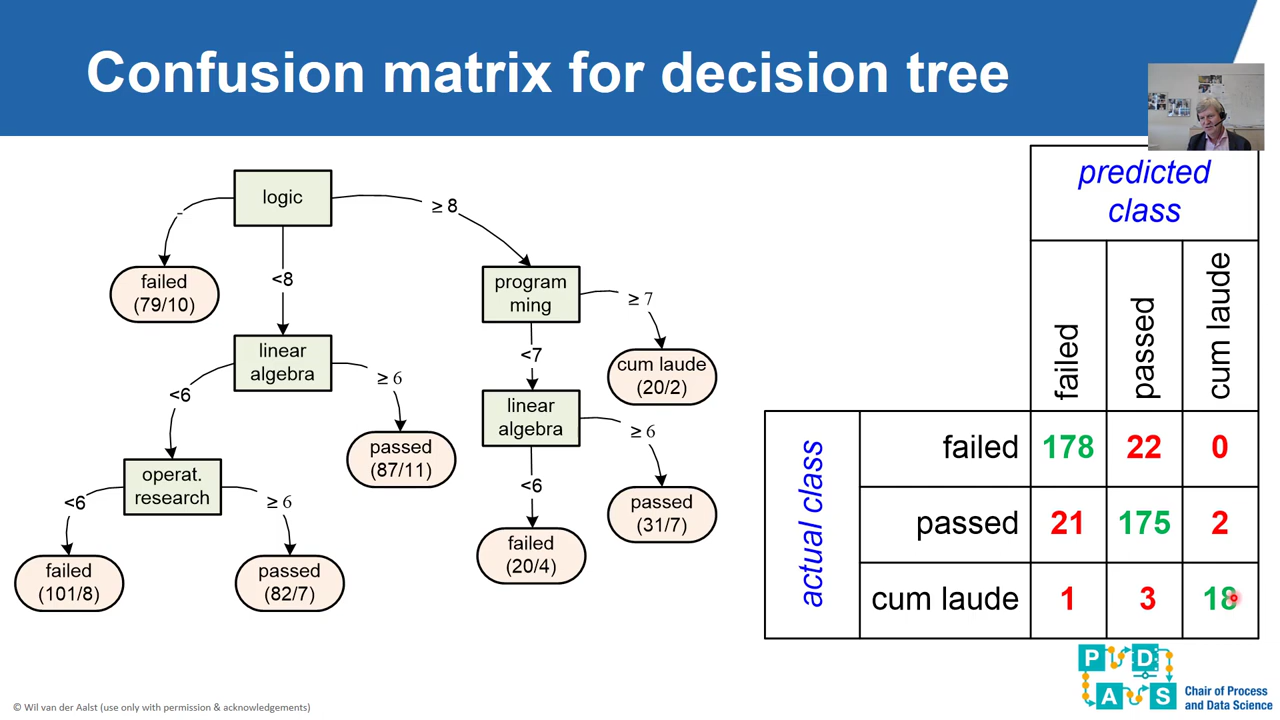 Confusion matrix for decision tree
logic
-
≥ 8
failed
(79/10)
<8
program
ming
≥ 7
linear
algebra
<7
cum laude
(20/2)
<6
≥ 6
linear
algebra
≥ 6
passed
(87/11)
operat.
research
<6
≥ 6
<6
passed
(31/7)
failed
(20/4)
failed
(101/8)
passed
(82/7)
predicted
class
failed
passed
cum laude
actual class
failed 178 22 0
passed 21 175 2
cum laude 1 3 18
P D
A S
Chair of Process
and Data Science
© Wil van der Aalst (use only with permission & acknowledgements)